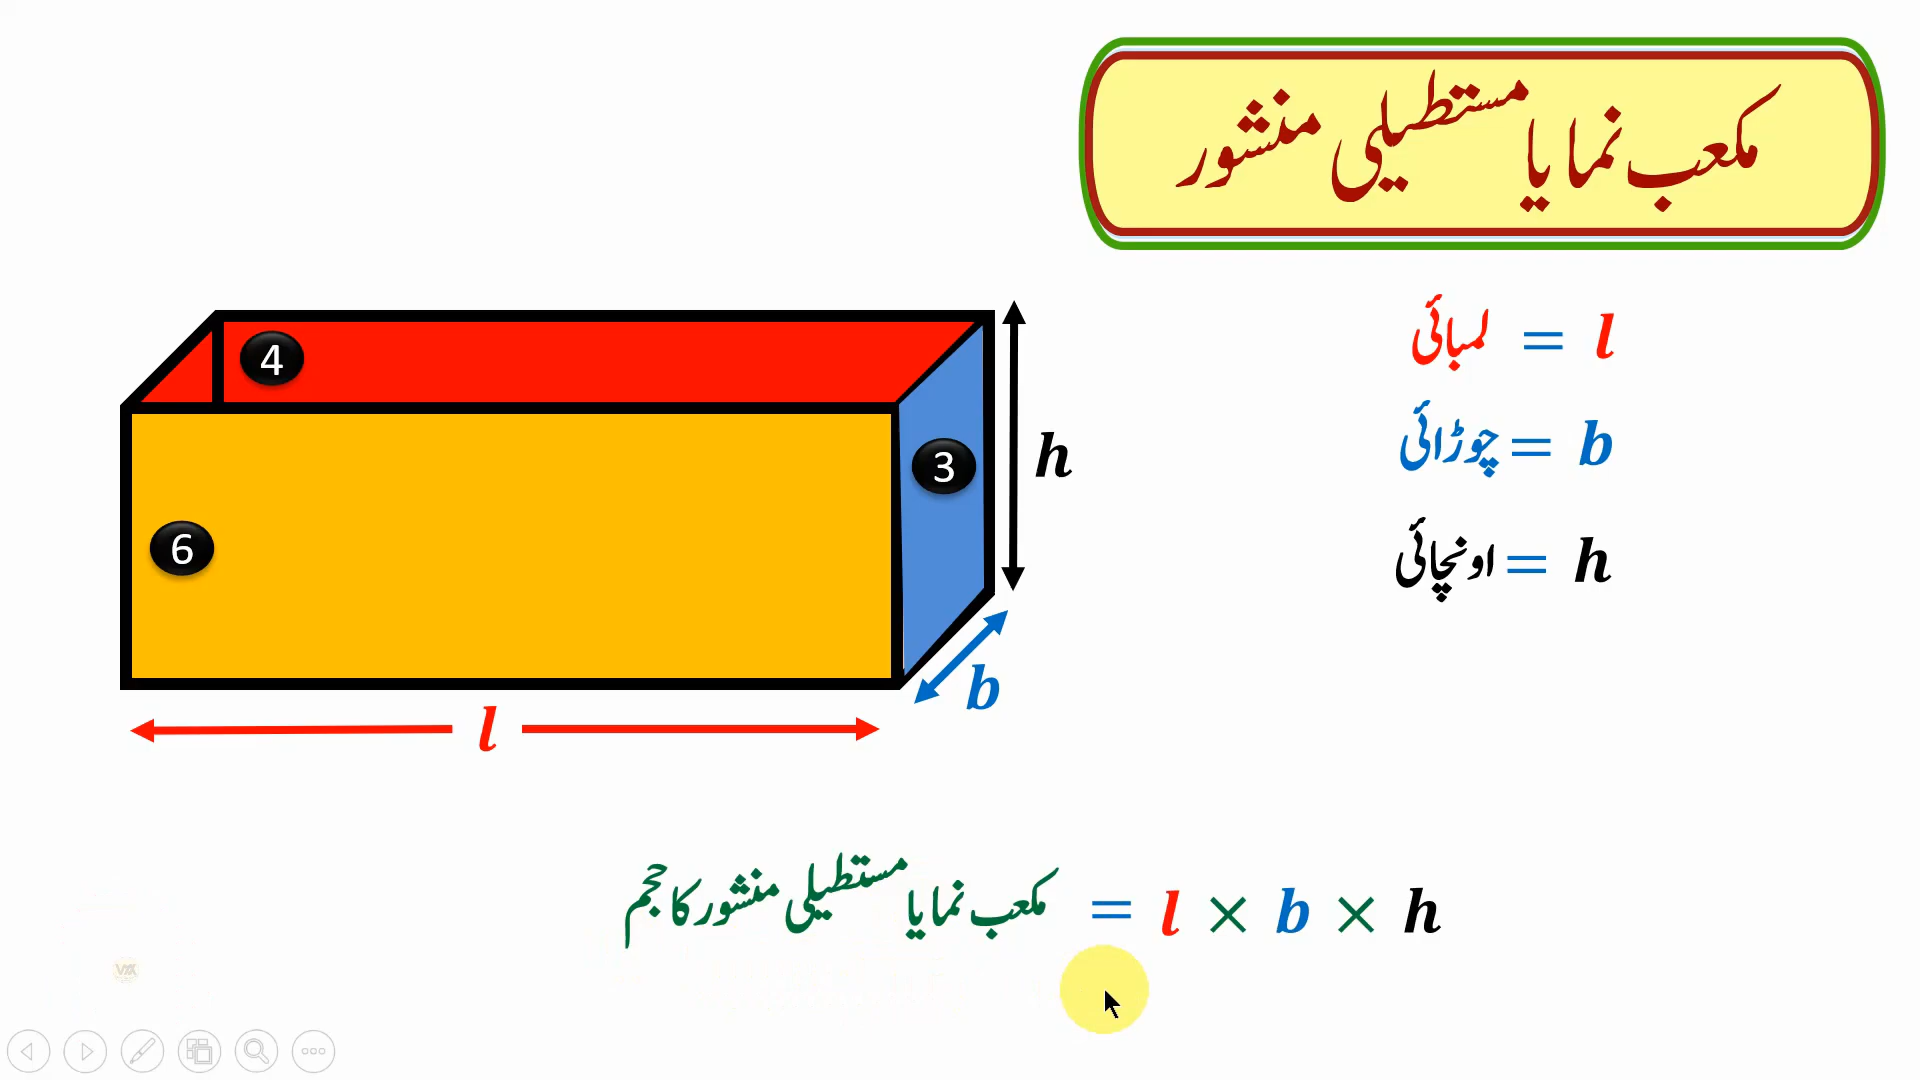 مکعب نما یا مستطیلی منشور
l = لمبائی
b = چوڑائی
h = اونچائی
4
3
6
h
b
l
مکعب نما یا مستطیلی منشور کا حجم = l × b × h